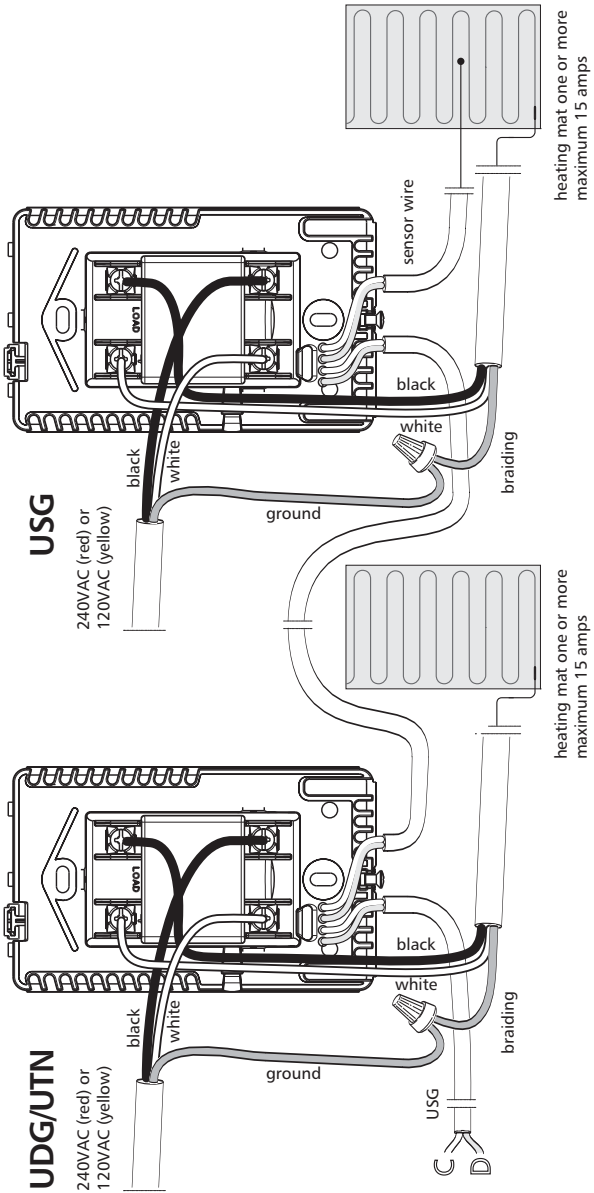 UDG/UTN
240VAC (red) or
120VAC (yellow)
black
white
LOAD
ground
black
white
braiding
USG
C
D
heating mat one or more
maximum 15 amps
USG
240VAC (red) or
120VAC (yellow)
black
white
LOAD
ground
black
white
braiding
sensor wire
heating mat one or more
maximum 15 amps